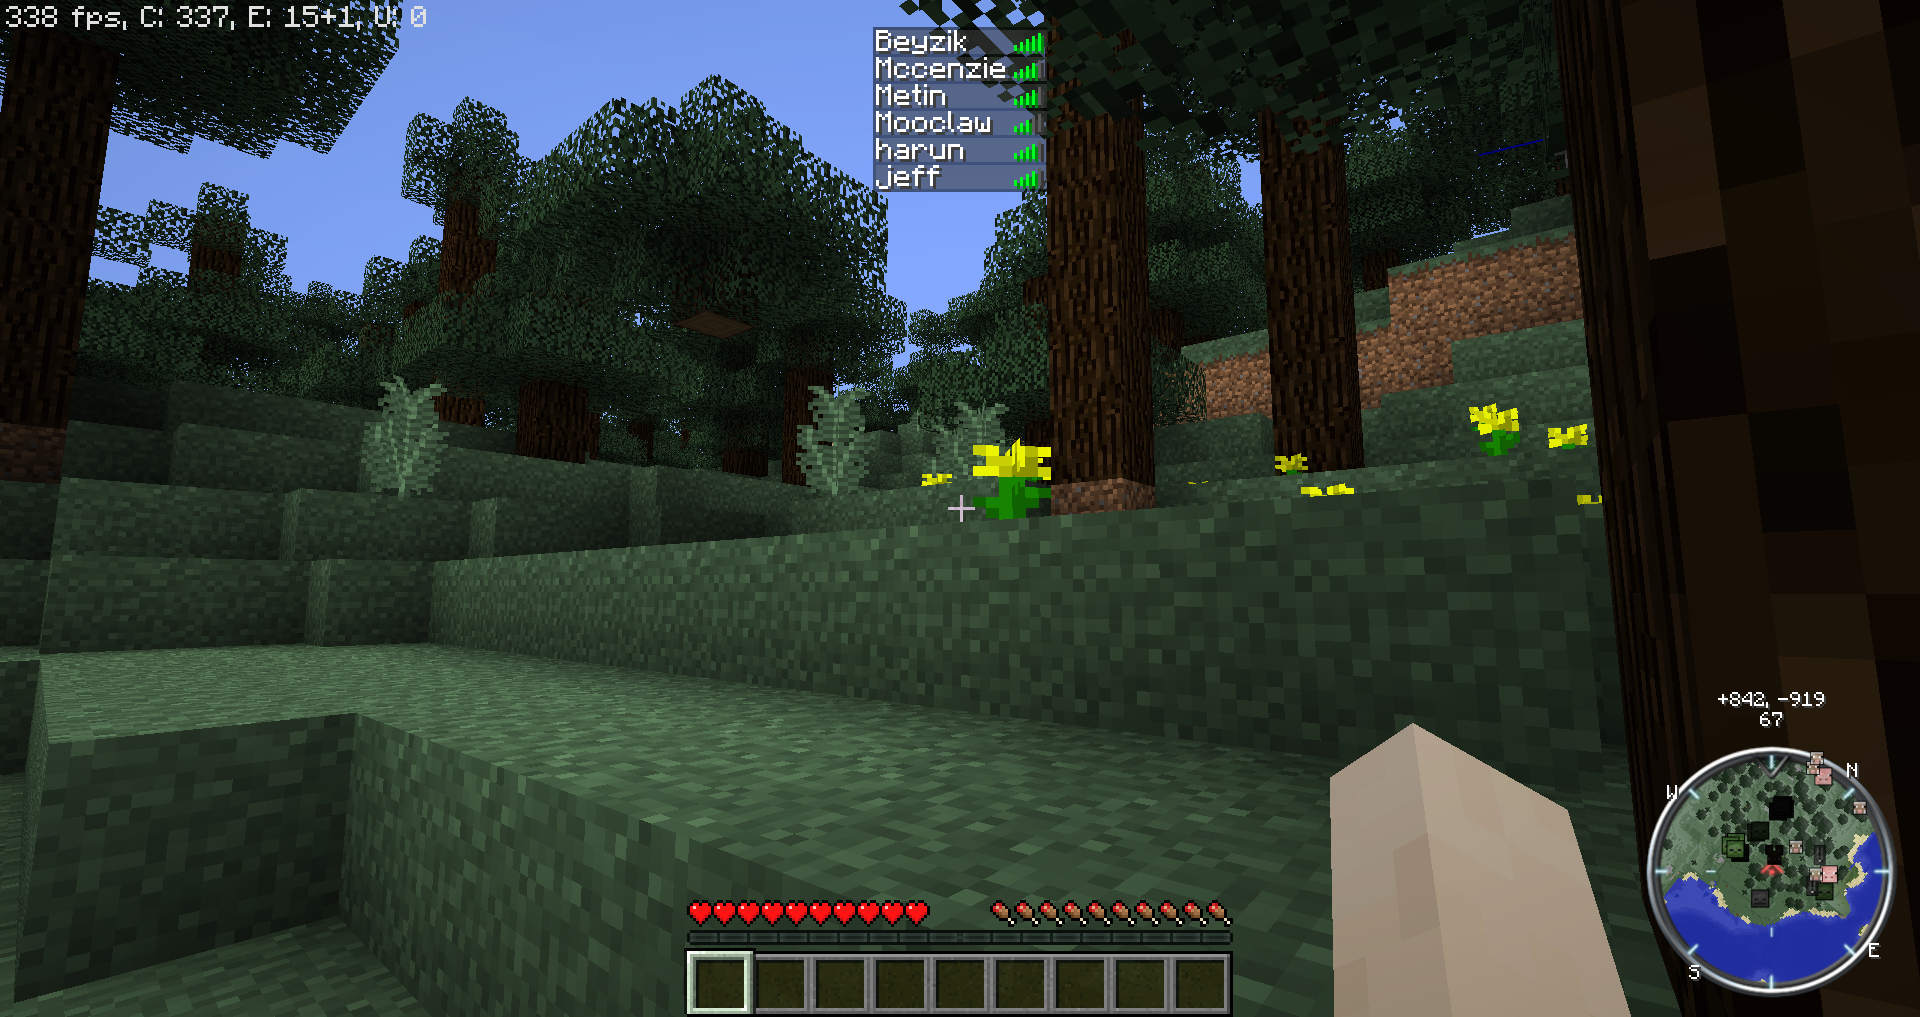 338 fps, C: 337, E: 15+1, U: 0
Beyzik
Mccenzie
Metin
Mooclaw
harun
jeff
+842, -919
67
N
W
E
S